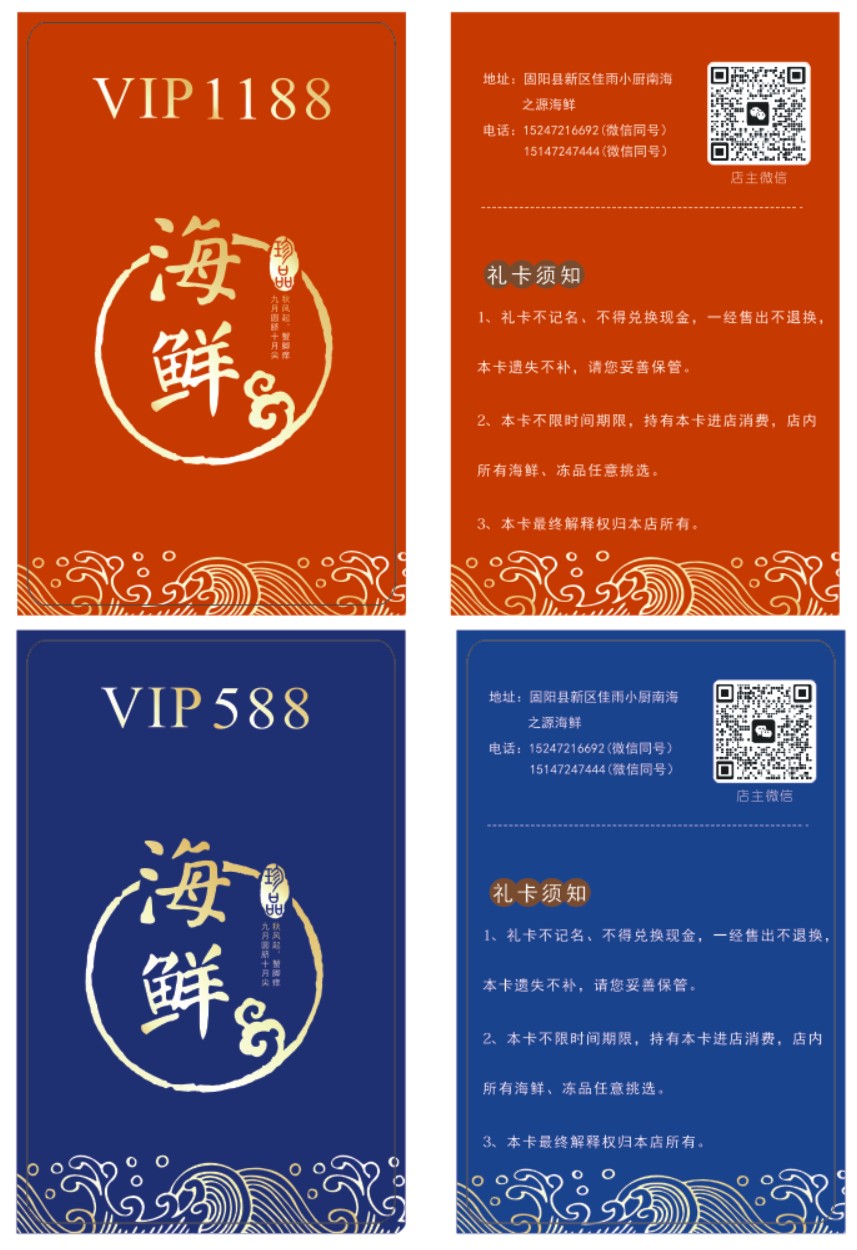 VIP1188
海
鲜
珍
品
秋风起，蟹脚痒
九月圆脐十月尖
地址：固阳县新区佳雨小厨南海
之源海鲜
电话：15247216692(微信同号)
15147247444(微信同号)
店主微信
礼卡须知
1、礼卡不记名、不得兑换现金，一经售出不退换，
本卡遗失不补，请您妥善保管。
2、本卡不限时间期限，持有本卡进店消费，店内
所有海鲜、冻品任意挑选。
3、本卡最终解释权归本店所有。
VIP588
海
鲜
珍
品
秋风起，蟹脚痒
九月圆脐十月尖
地址：固阳县新区佳雨小厨南海
之源海鲜
电话：15247216692(微信同号)
15147247444(微信同号)
店主微信
礼卡须知
1、礼卡不记名、不得兑换现金，一经售出不退换，
本卡遗失不补，请您妥善保管。
2、本卡不限时间期限，持有本卡进店消费，店内
所有海鲜、冻品任意挑选。
3、本卡最终解释权归本店所有。